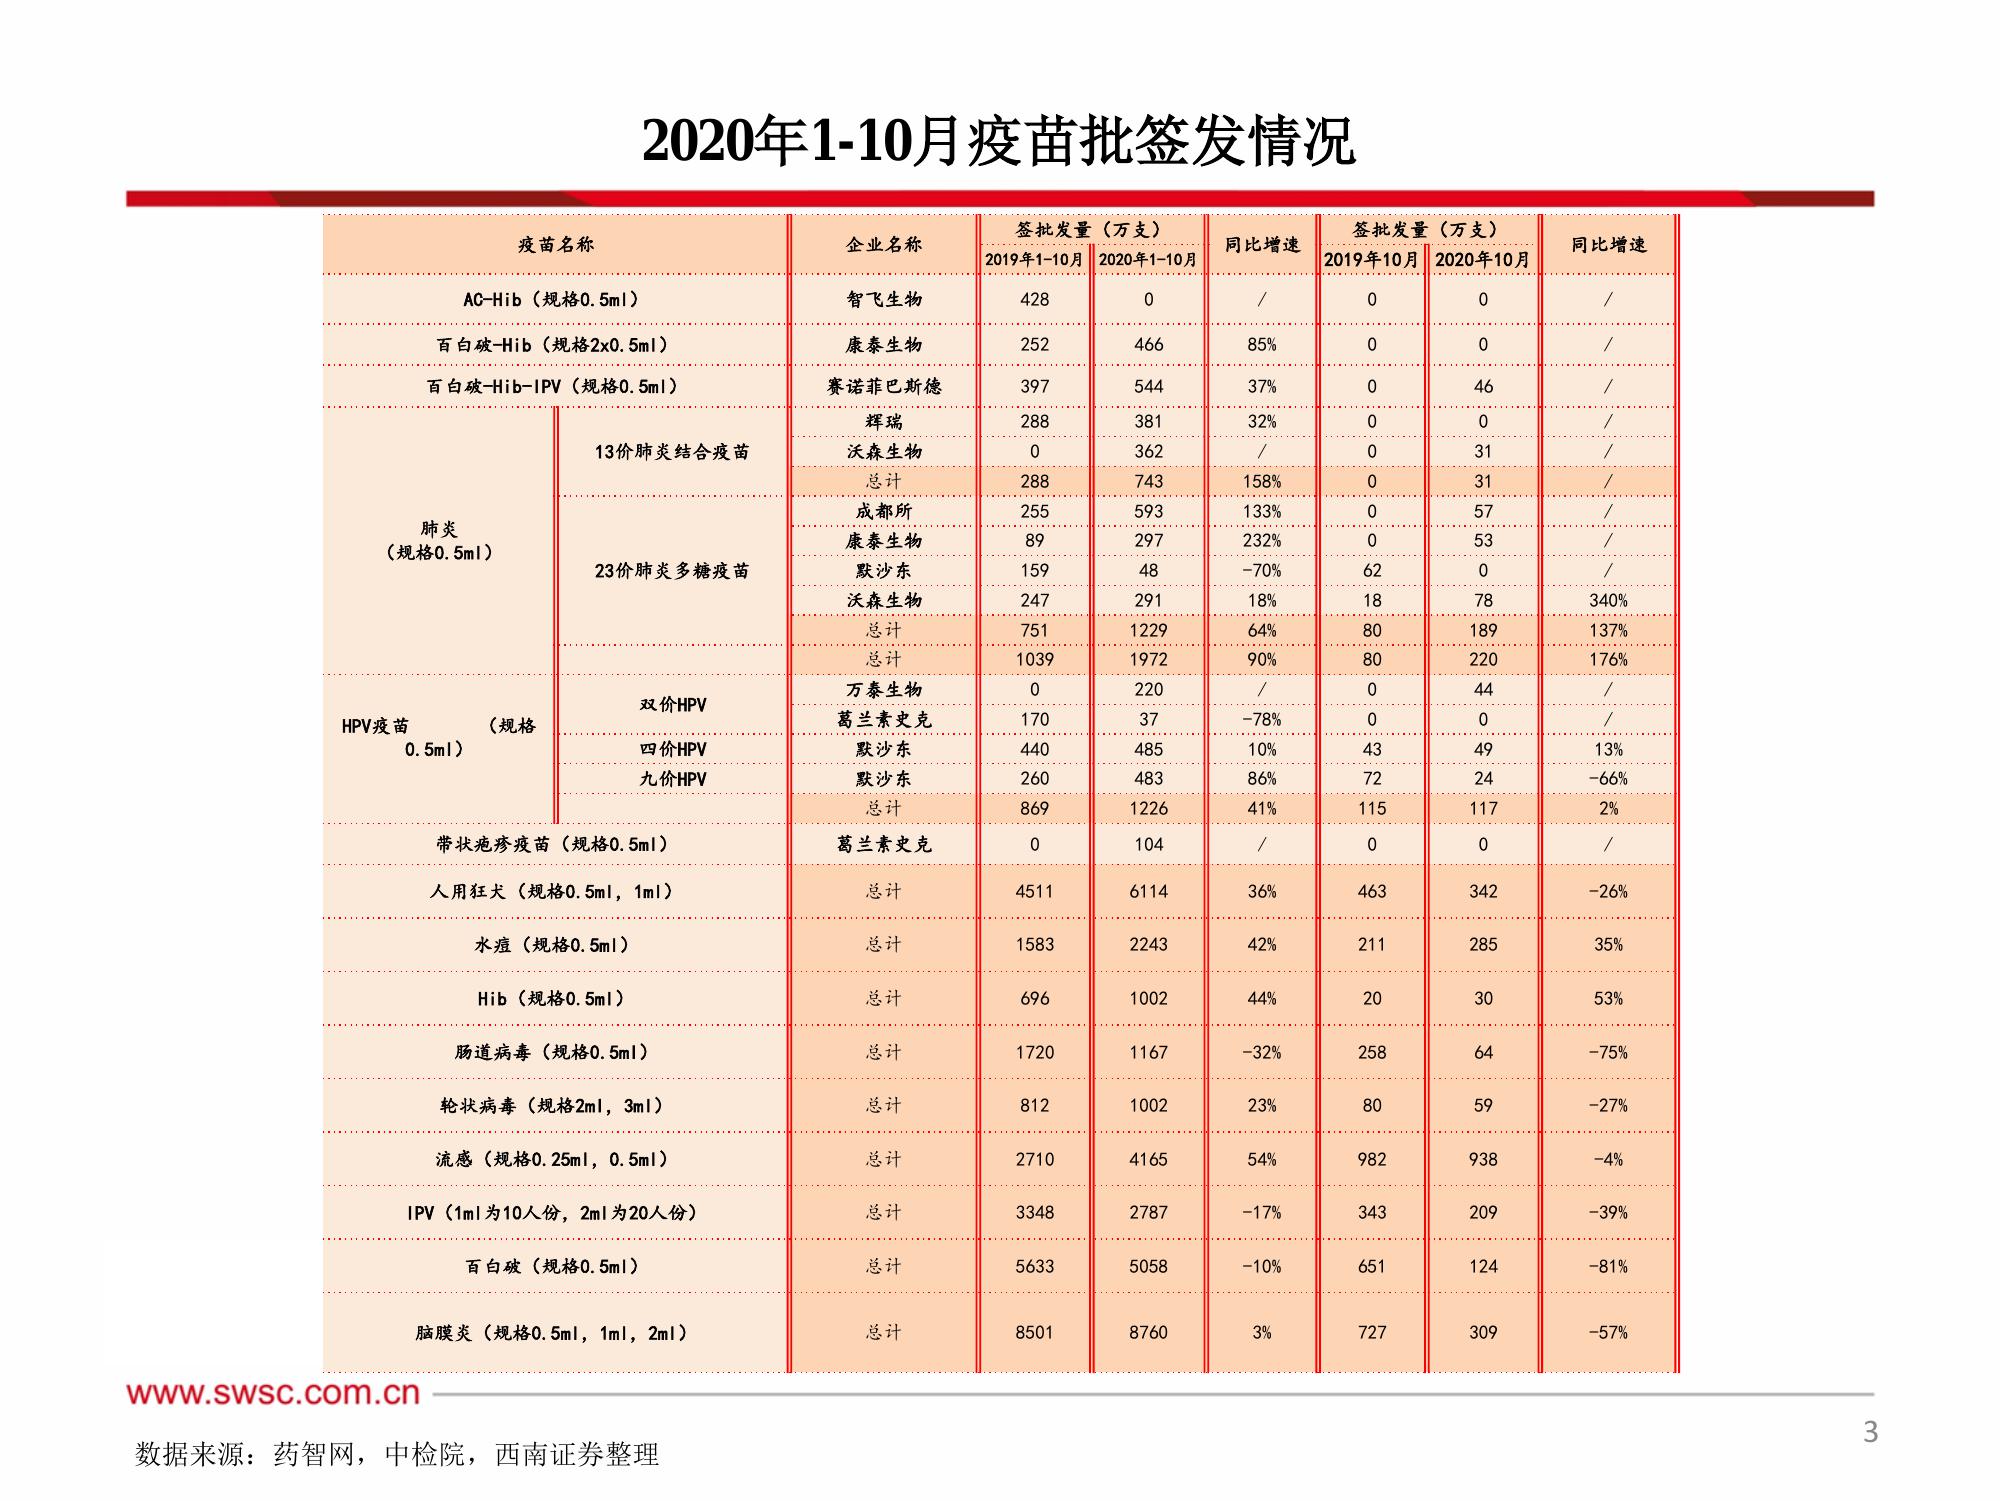 2020年1-10月疫苗批签发情况
疫苗名称 企业名称 签批发量（万支） 同比增速 签批发量（万支） 同比增速
2019年1-10月 2020年1-10月 2019年10月 2020年10月
AC-Hib（规格0.5ml） 智飞生物 428 0 / 0 0 /
百白破-Hib（规格2x0.5ml） 康泰生物 252 466 85% 0 0 /
百白破-Hib-IPV（规格0.5ml） 赛诺菲巴斯德 397 544 37% 0 46 /
肺炎
（规格0.5ml）
13价肺炎结合疫苗
辉瑞 288 381 32% 0 0 /
沃森生物 0 362 / 0 31 /
总计 288 743 158% 0 31 /
23价肺炎多糖疫苗
成都所 255 593 133% 0 57 /
康泰生物 89 297 232% 0 53 /
默沙东 159 48 -70% 62 0 /
沃森生物 247 291 18% 18 78 340%
总计 751 1229 64% 80 189 137%
总计 1039 1972 90% 80 220 176%
HPV疫苗 （规格
0.5ml）
双价HPV
万泰生物 0 220 / 0 44 /
葛兰素史克 170 37 -78% 0 0 /
四价HPV 默沙东 440 485 10% 43 49 13%
九价HPV 默沙东 260 483 86% 72 24 -66%
总计 869 1226 41% 115 117 2%
带状疱疹疫苗（规格0.5ml） 葛兰素史克 0 104 / 0 0 /
人用狂犬（规格0.5ml，1ml） 总计 4511 6114 36% 463 342 -26%
水痘（规格0.5ml） 总计 1583 2243 42% 211 285 35%
Hib（规格0.5ml） 总计 696 1002 44% 20 30 53%
肠道病毒（规格0.5ml） 总计 1720 1167 -32% 258 64 -75%
轮状病毒（规格2ml，3ml） 总计 812 1002 23% 80 59 -27%
流感（规格0.25ml，0.5ml） 总计 2710 4165 54% 982 938 -4%
IPV（1ml为10人份，2ml为20人份） 总计 3348 2787 -17% 343 209 -39%
百白破（规格0.5ml） 总计 5633 5058 -10% 651 124 -81%
脑膜炎（规格0.5ml，1ml，2ml） 总计 8501 8760 3% 727 309 -57%
www.swsc.com.cn
3
数据来源：药智网，中检院，西南证券整理